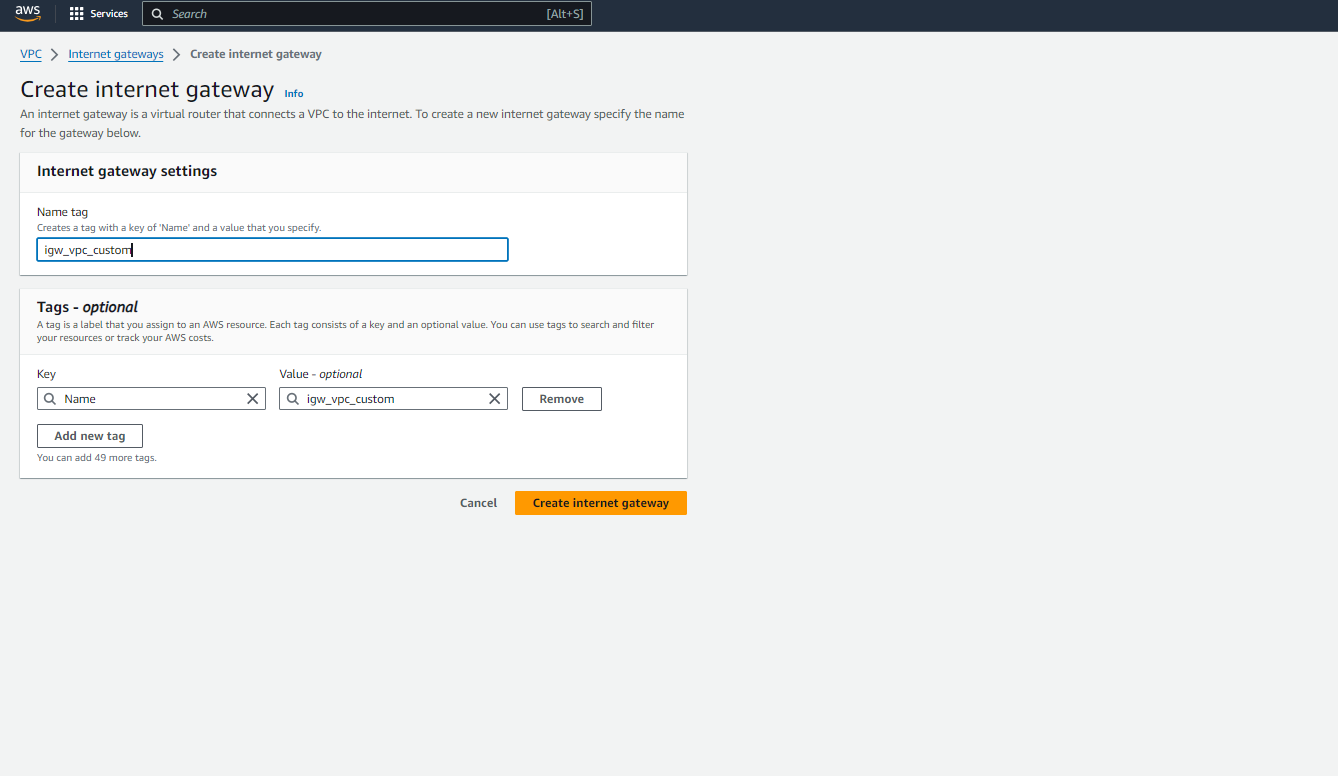 aws Services Search [Alt+S]
VPC Internet gateways Create internet gateway
Create internet gateway Info
An internet gateway is a virtual router that connects a VPC to the internet. To create a new internet gateway specify the name
for the gateway below.
Internet gateway settings
Name tag
Creates a tag with a key of 'Name' and a value that you specify.
igw_vpc_custom
Tags - optional
A tag is a label that you assign to an AWS resource. Each tag consists of a key and an optional value. You can use tags to search and filter
your resources or track your AWS costs.
Key Value - optional
Name igw_vpc_custom Remove
Add new tag
You can add 49 more tags.
Cancel Create internet gateway